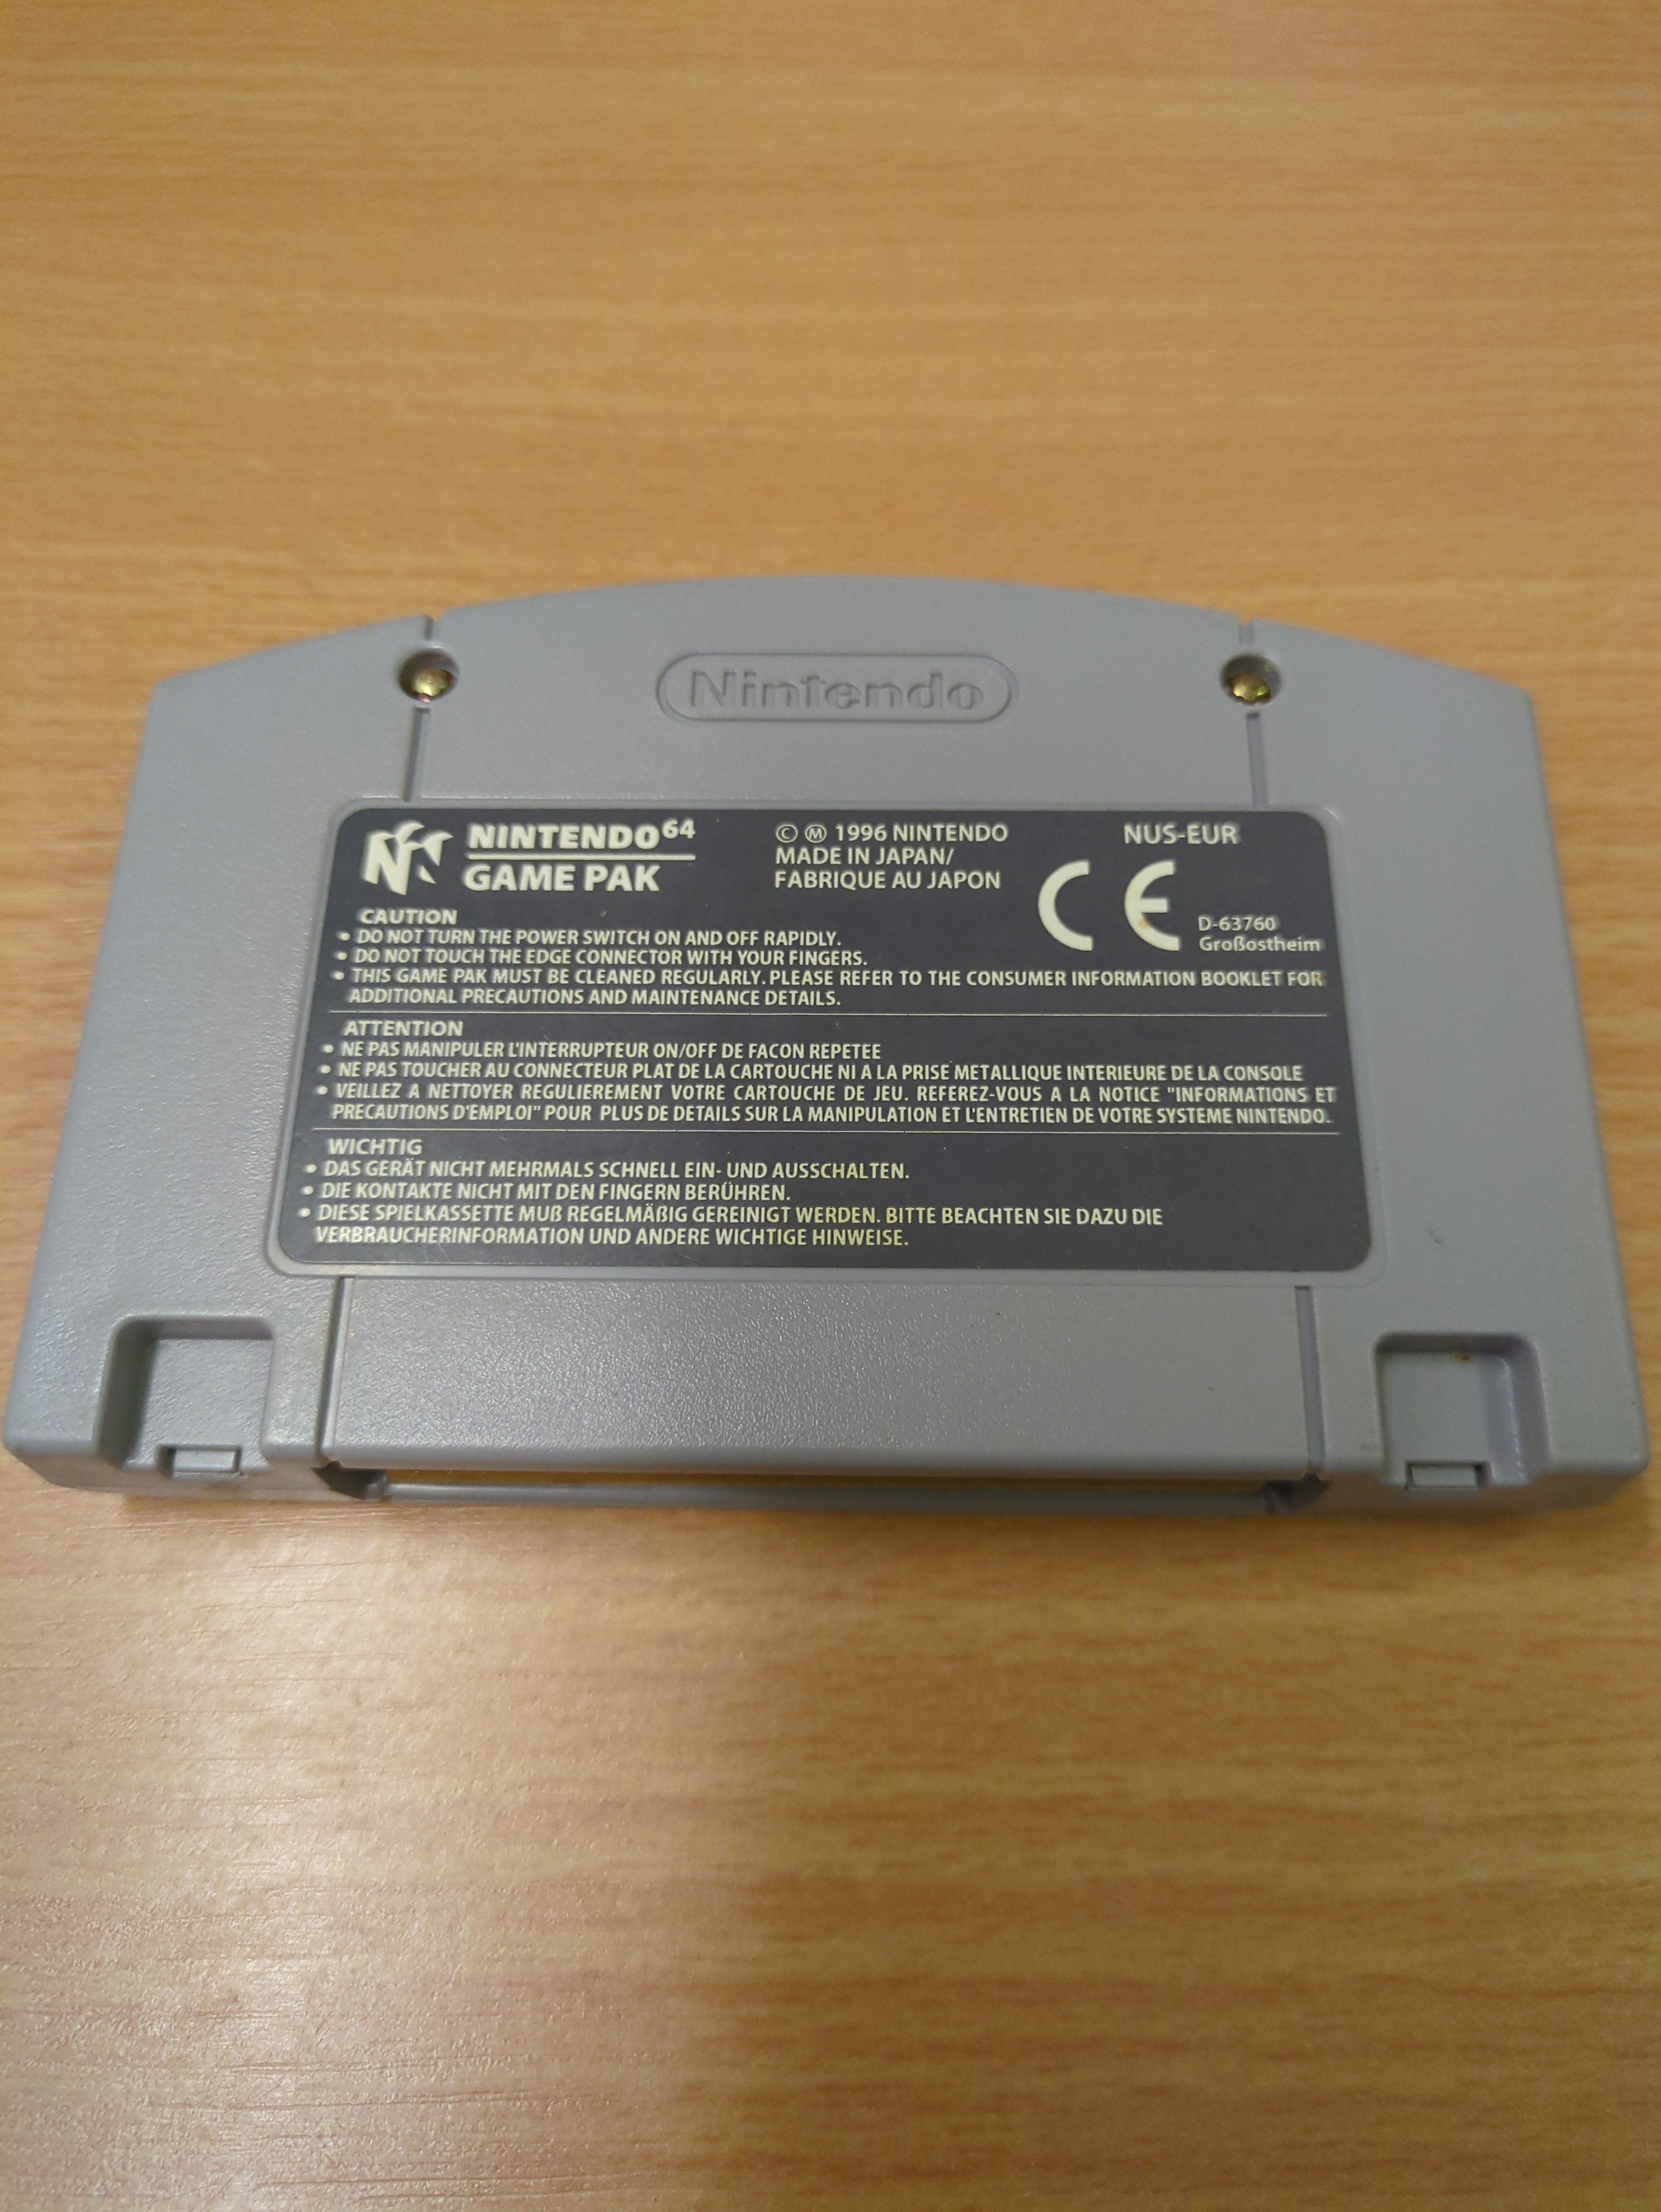 Nintendo
NINTENDO 64
GAME PAK
© Ⓜ 1996 NINTENDO
MADE IN JAPAN/
FABRIQUE AU JAPON
NUS-EUR
CE
D-63760
Großostheim
CAUTION
• DO NOT TURN THE POWER SWITCH ON AND OFF RAPIDLY.
• DO NOT TOUCH THE EDGE CONNECTOR WITH YOUR FINGERS.
• THIS GAME PAK MUST BE CLEANED REGULARLY. PLEASE REFER TO THE CONSUMER INFORMATION BOOKLET FOR
ADDITIONAL PRECAUTIONS AND MAINTENANCE DETAILS.
ATTENTION
• NE PAS MANIPULER L'INTERRUPTEUR ON/OFF DE FACON REPETEE
• NE PAS TOUCHER AU CONNECTEUR PLAT DE LA CARTOUCHE NI A LA PRISE METALLIQUE INTERIEURE DE LA CONSOLE
• VEILLEZ A NETTOYER REGULIEREMENT VOTRE CARTOUCHE DE JEU. REFEREZ-VOUS A LA NOTICE "INFORMATIONS ET
PRECAUTIONS D'EMPLOI" POUR PLUS DE DETAILS SUR LA MANIPULATION ET L'ENTRETIEN DE VOTRE SYSTEME NINTENDO.
WICHTIG
• DAS GERÄT NICHT MEHRMALS SCHNELL EIN- UND AUSSCHALTEN.
• DIE KONTAKTE NICHT MIT DEN FINGERN BERÜHREN.
• DIESE SPIELKASSETTE MUß REGELMÄßIG GEREINIGT WERDEN. BITTE BEACHTEN SIE DAZU DIE
VERBRAUCHERINFORMATION UND ANDERE WICHTIGE HINWEISE.